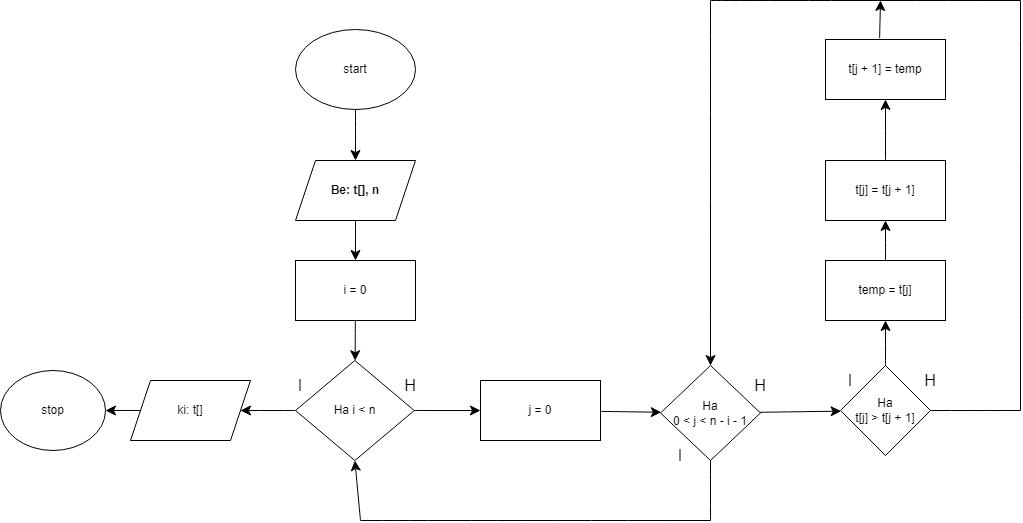 start
Be: t[], n
i = 0
I
Ha i < n
H
ki: t[]
stop
j = 0
Ha
0 < j < n - i - 1
H
I
I
Ha
t[j] > t[j + 1]
H
temp = t[j]
t[j] = t[j + 1]
t[j + 1] = temp